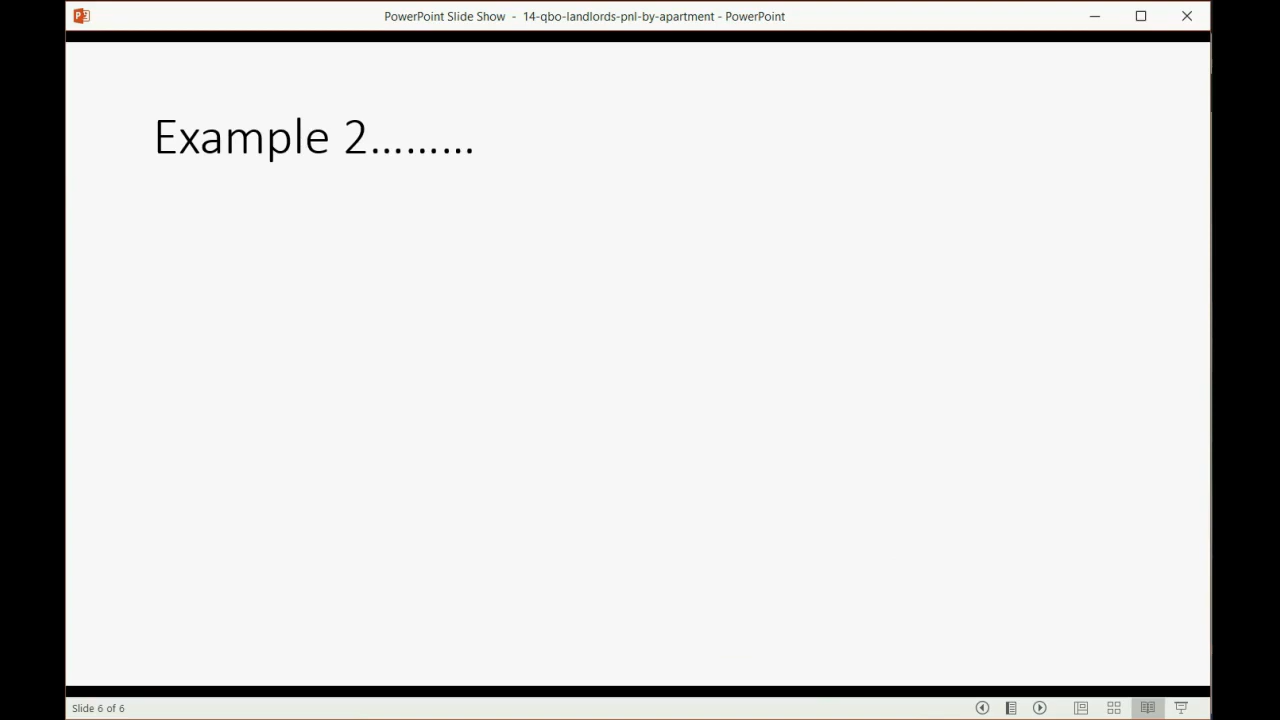 PowerPoint Slide Show - 14-qbo-landlords-pnl-by-apartment - PowerPoint
Example 2.........
Slide 6 of 6